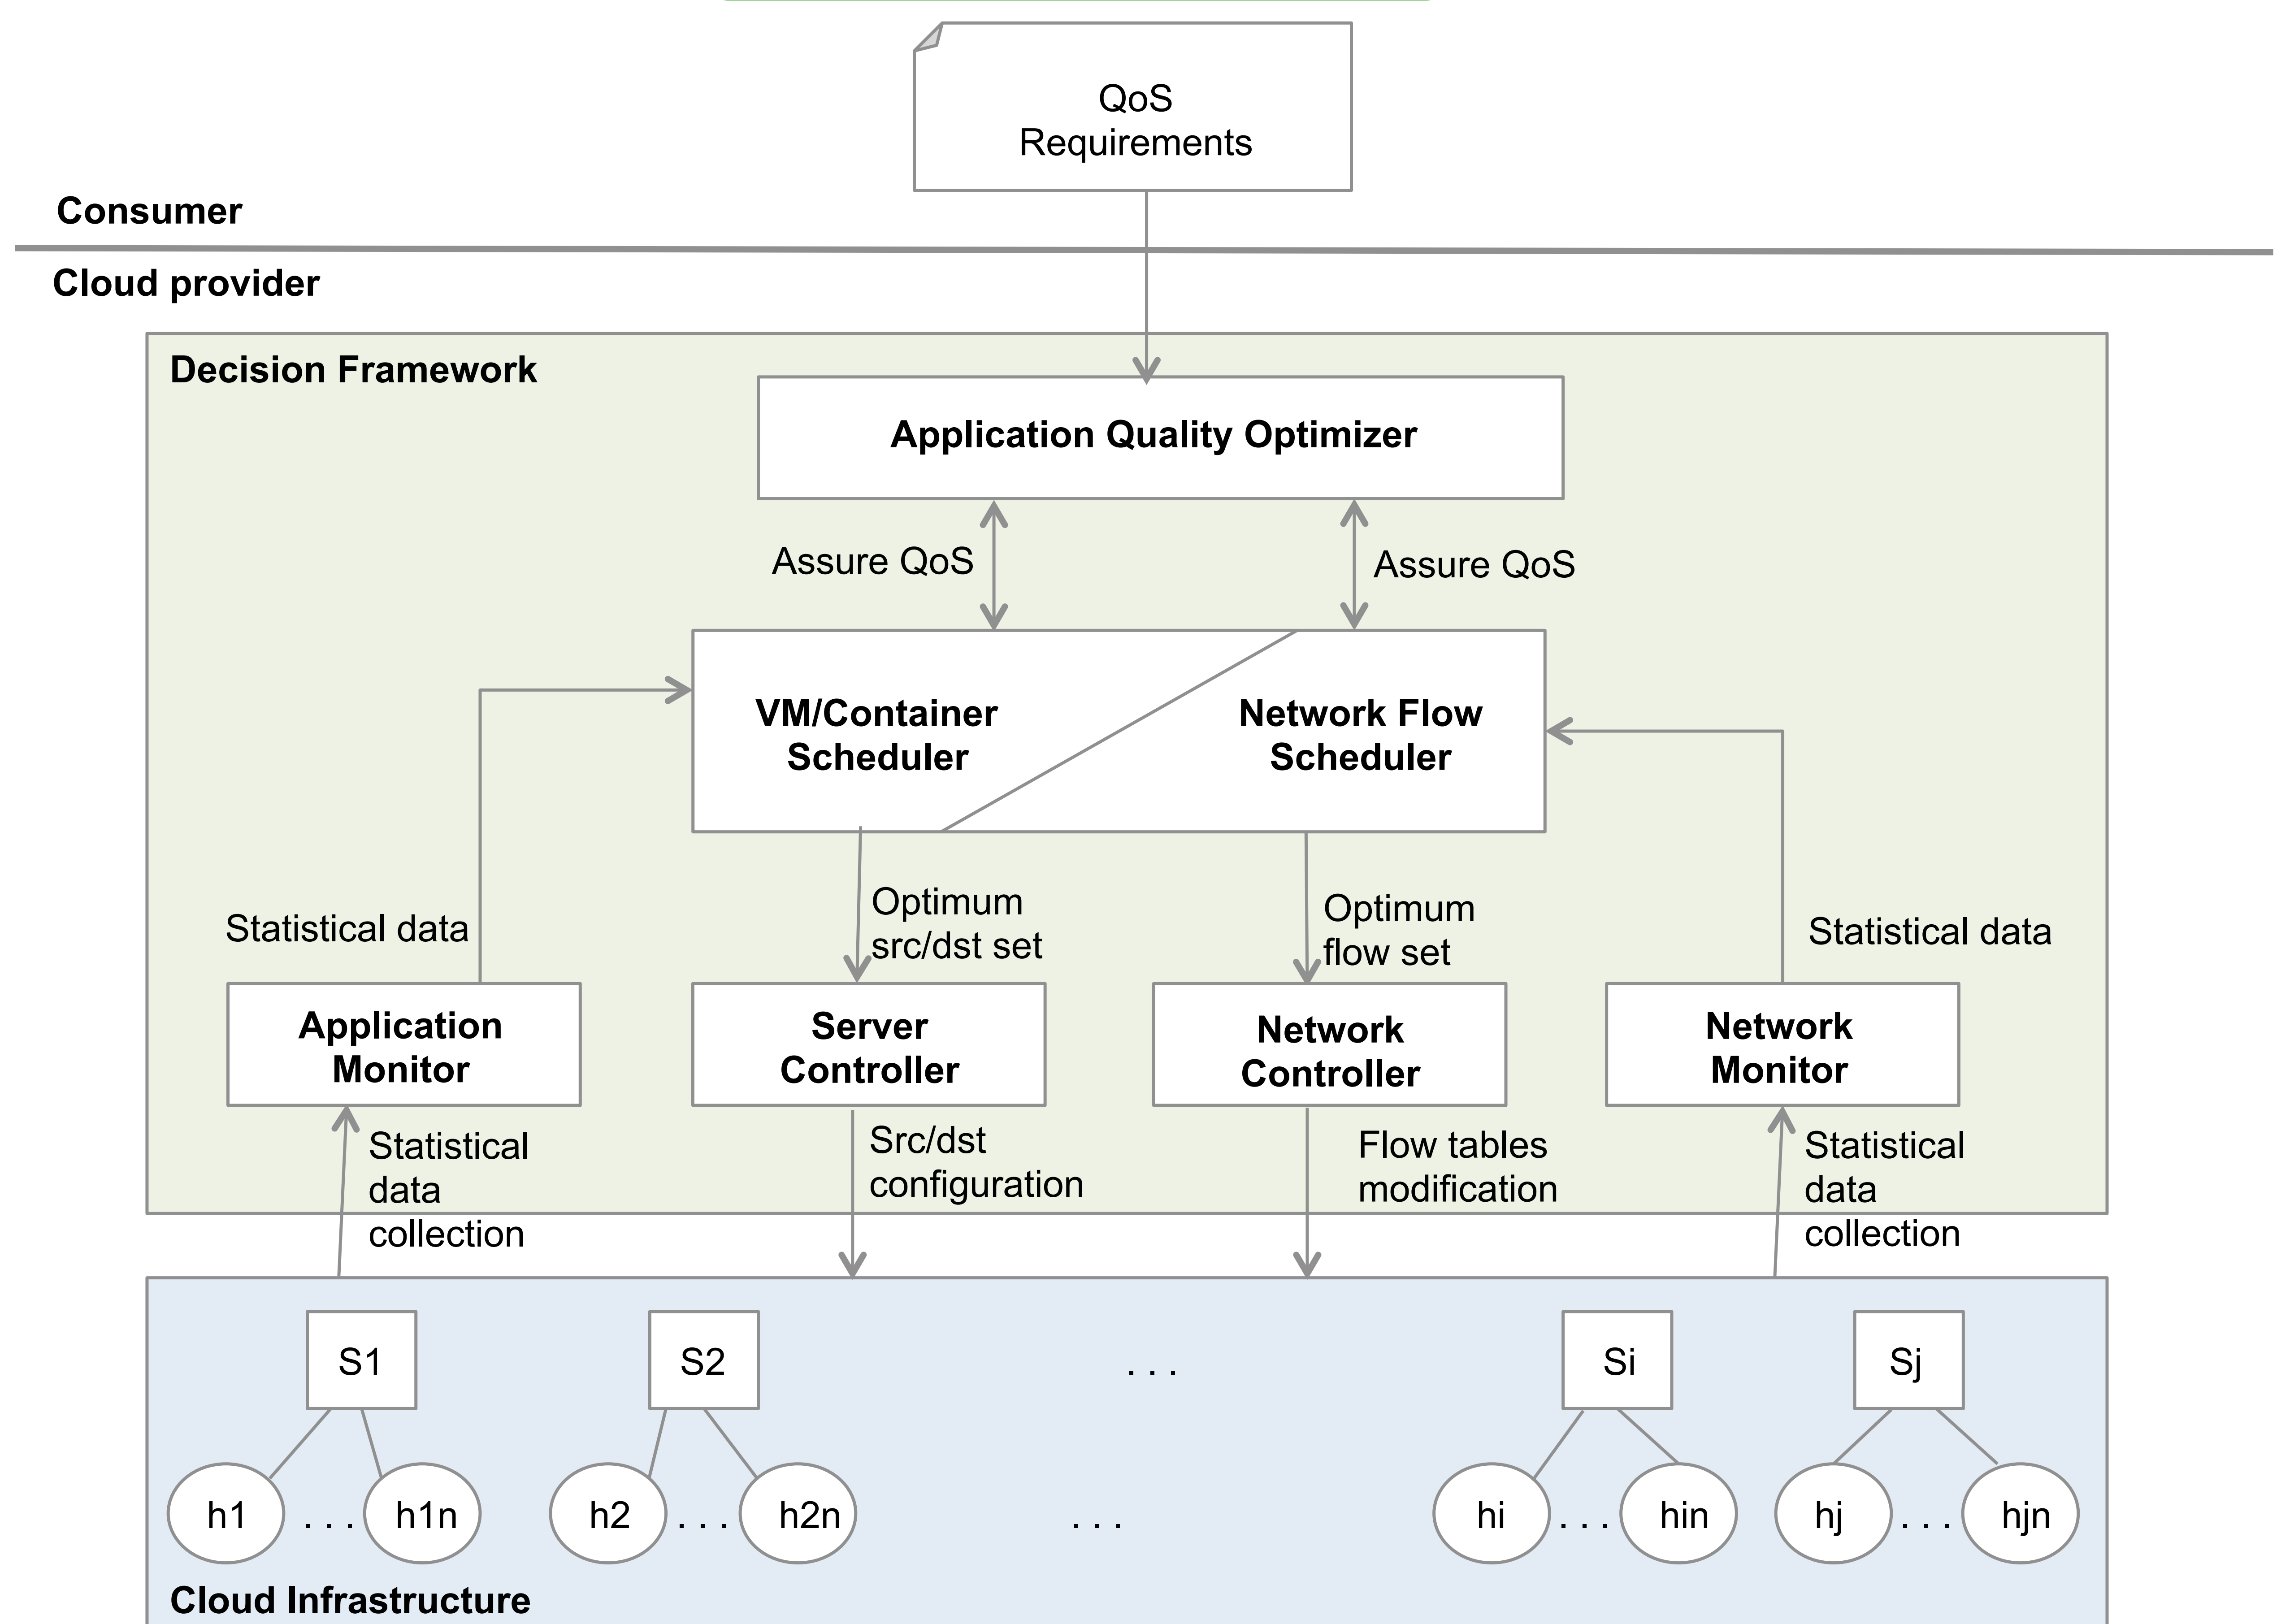 QoS
Requirements
Consumer
Cloud provider
Decision Framework
Application Quality Optimizer
Assure QoS
Assure QoS
VM/Container
Scheduler
Network Flow
Scheduler
Statistical data
Optimum
src/dst set
Optimum
flow set
Statistical data
Application
Monitor
Server
Controller
Network
Controller
Network
Monitor
Statistical
data
collection
Src/dst
configuration
Flow tables
modification
Statistical
data
collection
S1
S2
. . .
Si
Sj
h1
. . .
h1n
h2
. . .
h2n
. . .
hi
. . .
hin
hj
. . .
hjn
Cloud Infrastructure